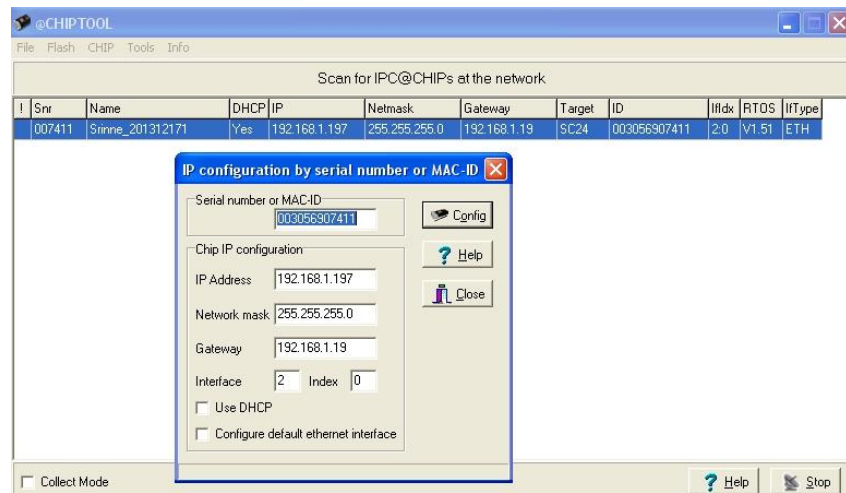 @CHIPTOOL
File Flash CHIP Tools Info
Scan for IPC@CHIPs at the network
! Snr Name DHCP IP Netmask Gateway Target ID IfIdx RTOS IfType
007411 Srinne_201312171 Yes 192.168.1.197 255.255.255.0 192.168.1.19 SC24 003056907411 2:0 V1.51 ETH
IP configuration by serial number or MAC-ID
Serial number or MAC-ID
003056907411
Config
Chip IP configuration
Help
IP Address 192.168.1.197
Close
Network mask 255.255.255.0
Gateway 192.168.1.19
Interface 2 Index 0
Use DHCP
Configure default ethernet interface
Collect Mode
Help
Stop